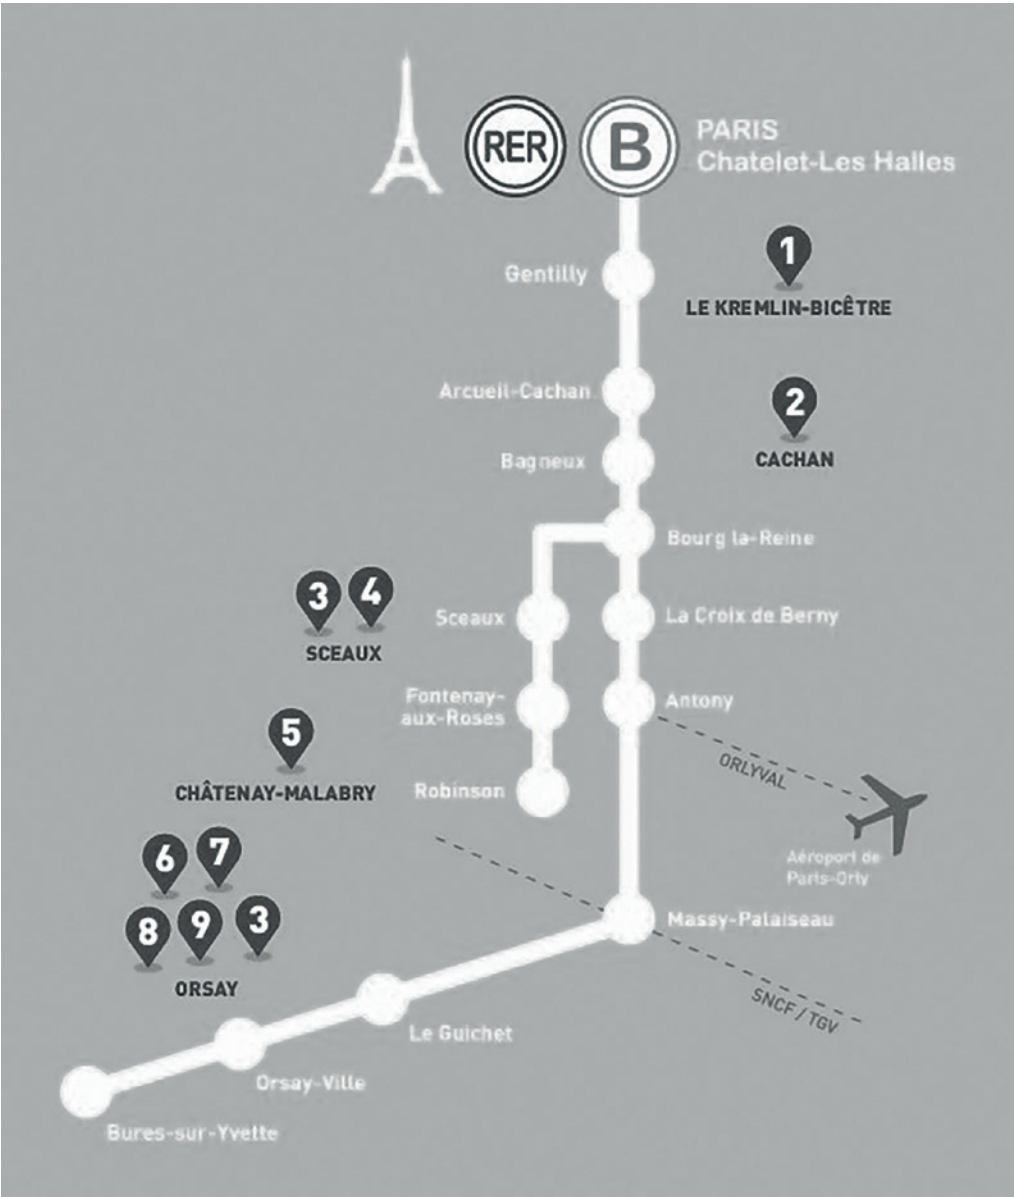 RER
B
PARIS
Chatelet-Les Halles
1
LE KREMLIN-BICÊTRE
Gentilly
Arcueil-Cachan
2
CACHAN
Bagneux
Bourg la-Reine
3
4
SCEAUX
Sceaux
La Croix de Berny
Fontenay-
aux-Roses
Antony
5
CHÂTENAY-MALABRY
Robinson
ORLYVAL
Aéroport de
Paris-Orly
6
7
8
9
3
ORSAY
Massy-Palaiseau
SNCF / TGV
Le Guichet
Orsay-Ville
Bures-sur-Yvette